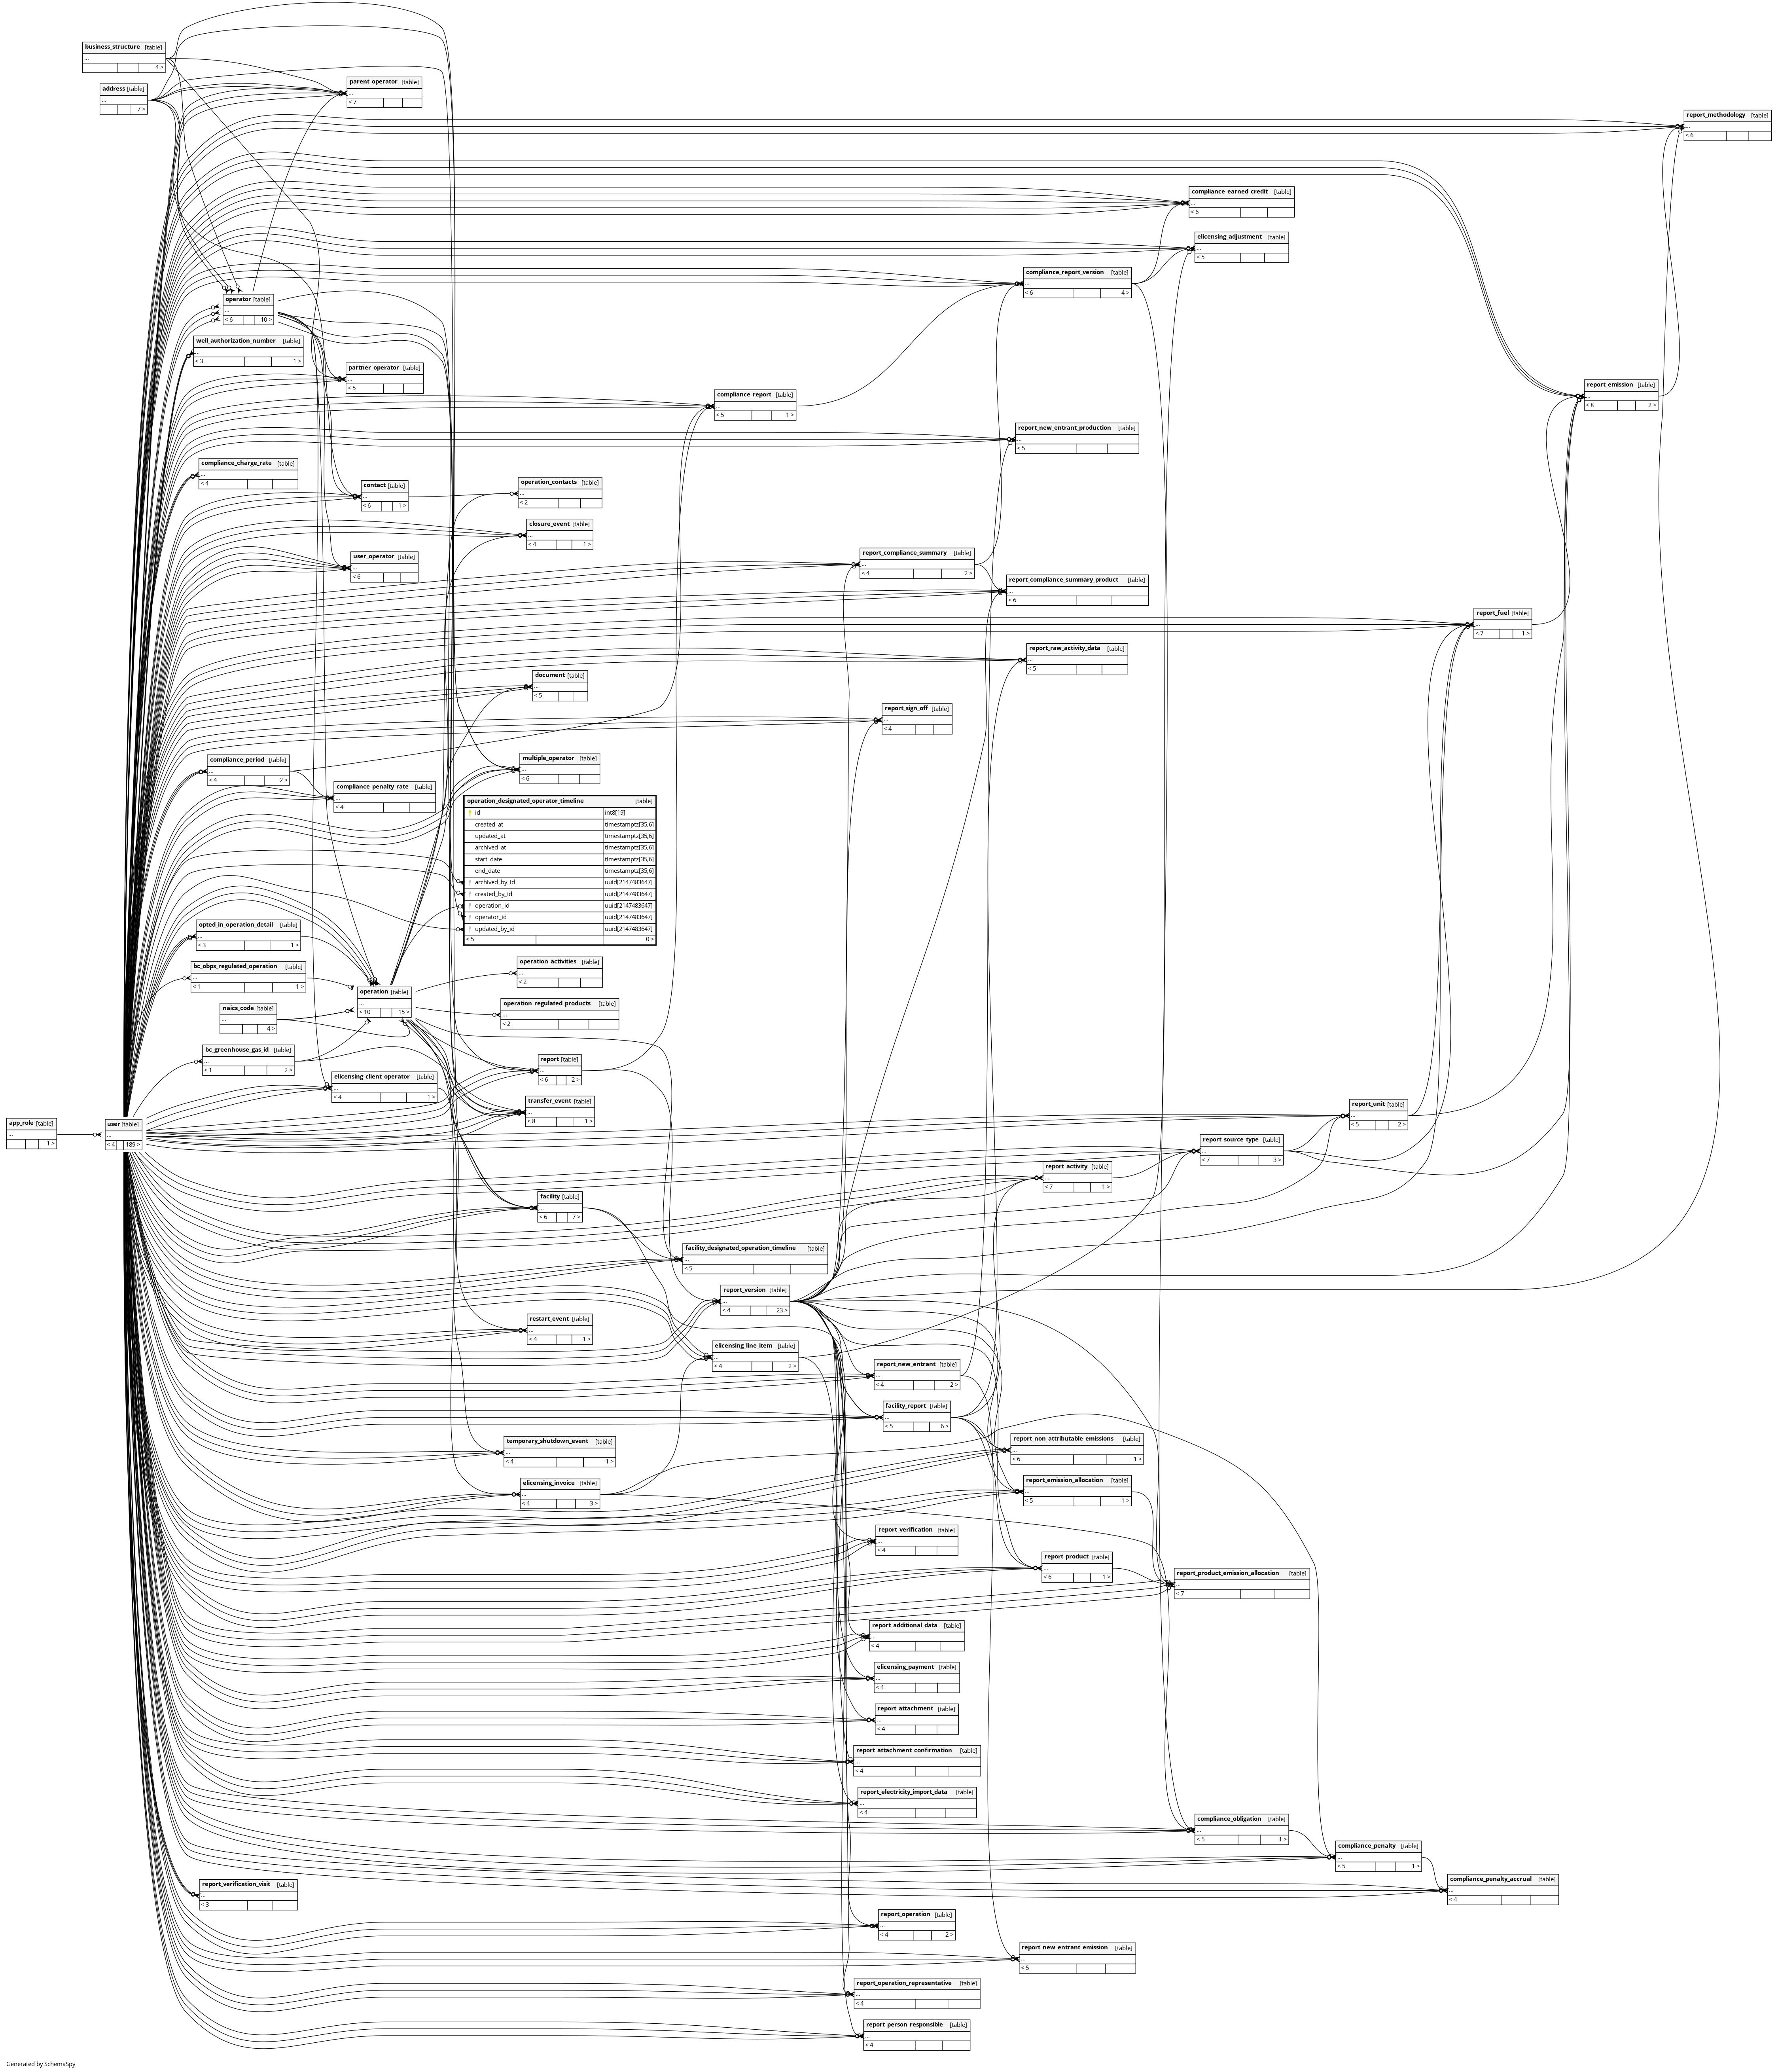 business_structure [table]
...
4 >
address [table]
...
7 >
parent_operator [table]
...
< 7
report_methodology [table]
...
< 6
compliance_earned_credit [table]
...
< 6
elicensing_adjustment [table]
...
< 5
compliance_report_version [table]
...
< 6 4 >
operator [table]
...
< 6 10 >
well_authorization_number [table]
...
< 3 1 >
partner_operator [table]
...
< 5
report_emission [table]
...
< 8 2 >
compliance_report [table]
...
< 5 1 >
report_new_entrant_production [table]
...
< 5
compliance_charge_rate [table]
...
< 4
contact [table]
...
< 6 1 >
operation_contacts [table]
...
< 2
closure_event [table]
...
< 4 1 >
user_operator [table]
...
< 6
report_compliance_summary [table]
...
< 4 2 >
report_compliance_summary_product [table]
...
< 6
report_fuel [table]
...
< 7 1 >
report_raw_activity_data [table]
...
< 5
document [table]
...
< 5
report_sign_off [table]
...
< 4
compliance_period [table]
...
< 4 2 >
multiple_operator [table]
...
< 6
compliance_penalty_rate [table]
...
< 4
operation_designated_operator_timeline [table]
id int8[19]
created_at timestamptz[35,6]
updated_at timestamptz[35,6]
archived_at timestamptz[35,6]
start_date timestamptz[35,6]
end_date timestamptz[35,6]
archived_by_id uuid[2147483647]
created_by_id uuid[2147483647]
operation_id uuid[2147483647]
operator_id uuid[2147483647]
updated_by_id uuid[2147483647]
< 5 0 >
opted_in_operation_detail [table]
...
< 3 1 >
bc_obps_regulated_operation [table]
...
< 1 1 >
operation_activities [table]
...
< 2
operation [table]
...
< 10 15 >
naics_code [table]
...
4 >
operation_regulated_products [table]
...
< 2
bc_greenhouse_gas_id [table]
...
< 1 2 >
report [table]
...
< 6 2 >
elicensing_client_operator [table]
...
< 4 1 >
transfer_event [table]
...
< 8 1 >
report_unit [table]
...
< 5 2 >
app_role [table]
...
1 >
user [table]
...
< 4 189 >
report_source_type [table]
...
< 7 3 >
report_activity [table]
...
< 7 1 >
facility [table]
...
< 6 7 >
facility_designated_operation_timeline [table]
...
< 5
report_version [table]
...
< 4 23 >
restart_event [table]
...
< 4 1 >
elicensing_line_item [table]
...
< 4 2 >
report_new_entrant [table]
...
< 4 2 >
facility_report [table]
...
< 5 6 >
temporary_shutdown_event [table]
...
< 4 1 >
report_non_attributable_emissions [table]
...
< 6 1 >
elicensing_invoice [table]
...
< 4 3 >
report_emission_allocation [table]
...
< 5 1 >
report_verification [table]
...
< 4
report_product [table]
...
< 6 1 >
report_product_emission_allocation [table]
...
< 7
report_additional_data [table]
...
< 4
elicensing_payment [table]
...
< 4
report_attachment [table]
...
< 4
report_attachment_confirmation [table]
...
< 4
report_electricity_import_data [table]
...
< 4
compliance_obligation [table]
...
< 5 1 >
compliance_penalty [table]
...
< 5 1 >
compliance_penalty_accrual [table]
...
< 4
report_verification_visit [table]
...
< 3
report_operation [table]
...
< 4 2 >
report_new_entrant_emission [table]
...
< 5
report_operation_representative [table]
...
< 4
report_person_responsible [table]
...
< 4
Generated by SchemaSpy